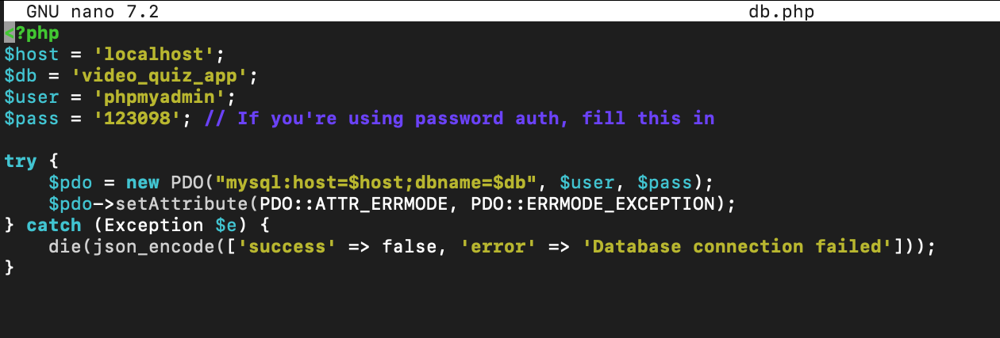 GNU nano 7.2 db.php
<?php
$host = 'localhost';
$db = 'video_quiz_app';
$user = 'phpmyadmin';
$pass = '123098'; // If you're using password auth, fill this in

try {
    $pdo = new PDO("mysql:host=$host;dbname=$db", $user, $pass);
    $pdo->setAttribute(PDO::ATTR_ERRMODE, PDO::ERRMODE_EXCEPTION);
} catch (Exception $e) {
    die(json_encode(['success' => false, 'error' => 'Database connection failed']));
}